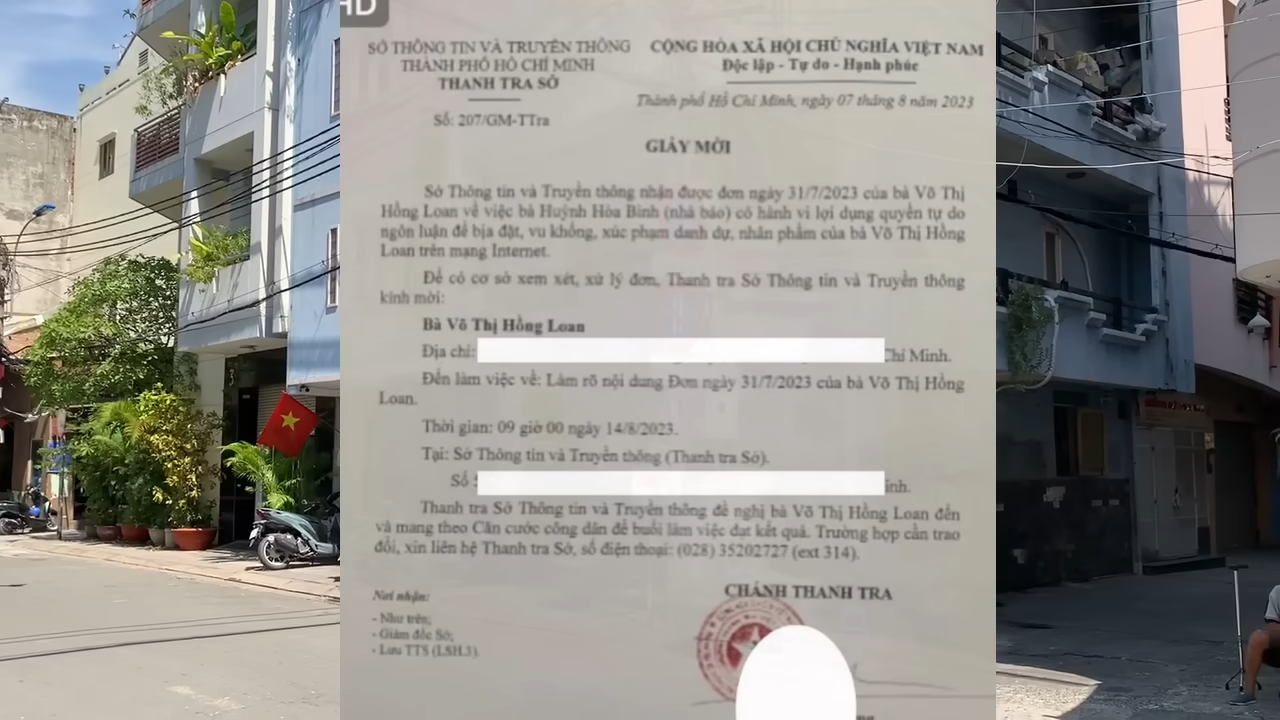 HD
SỞ THÔNG TIN VÀ TRUYỀN THÔNG
THÀNH PHỐ HỒ CHÍ MINH
THANH TRA SỞ
Số: 207/GM-TTra
CỘNG HÒA XÃ HỘI CHỦ NGHĨA VIỆT NAM
Độc lập - Tự do - Hạnh phúc
Thành phố Hồ Chí Minh, ngày 07 tháng 8 năm 2023
GIẤY MỜI
Sở Thông tin và Truyền thông nhận được đơn ngày 31/7/2023 của bà Võ Thị
Hồng Loan về việc bà Huỳnh Hòa Bình (nhà báo) có hành vi lợi dụng quyền tự do
ngôn luận để bịa đặt, vu khống, xúc phạm danh dự, nhân phẩm của bà Võ Thị Hồng
Loan trên mạng Internet.
Để có cơ sở xem xét, xử lý đơn, Thanh tra Sở Thông tin và Truyền thông
kính mời:
Bà Võ Thị Hồng Loan
Địa chỉ: Chí Minh.
Đến làm việc về: Làm rõ nội dung Đơn ngày 31/7/2023 của bà Võ Thị Hồng
Loan.
Thời gian: 09 giờ 00 ngày 14/8/2023.
Tại: Sở Thông tin và Truyền thông (Thanh tra Sở).
Số
Thanh tra Sở Thông tin và Truyền thông đề nghị bà Võ Thị Hồng Loan đến
và mang theo Căn cước công dân để buổi làm việc đạt kết quả. Trường hợp cần trao
đổi, xin liên hệ Thanh tra Sở, số điện thoại: (028) 35202727 (ext 314).
Nơi nhận:
- Như trên;
- Giám đốc Sở;
- Lưu TTS (LSH.3).
CHÁNH THANH TRA